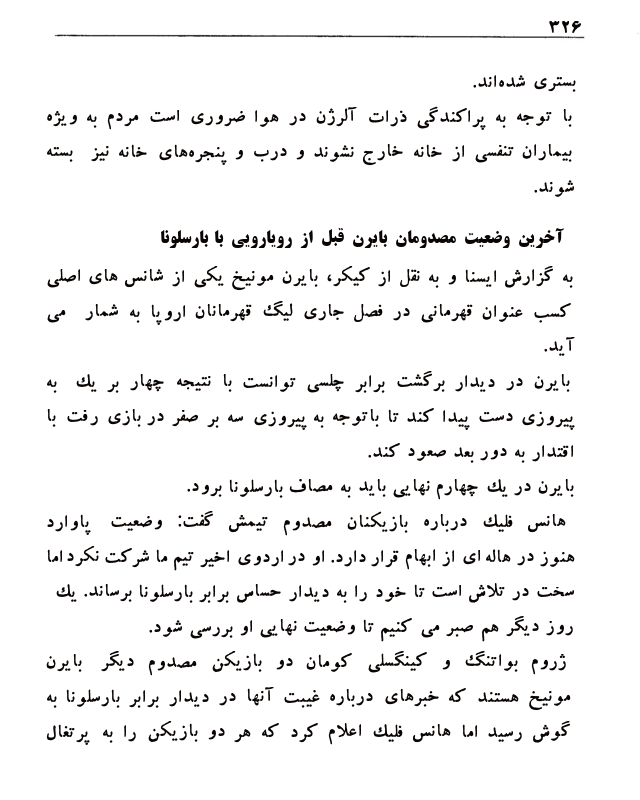 ۳۲۶
بستری شده‌اند.
با توجه به پراکندگی ذرات آلرژن در هوا ضروری است مردم به ویژه
بیماران تنفسی از خانه خارج نشوند و درب و پنجره‌های خانه نیز بسته
شوند.
آخرین وضعیت مصدومان بایرن قبل از رویارویی با بارسلونا
به گزارش ایسنا و به نقل از کیکر، بایرن مونیخ یکی از شانس های اصلی
کسب عنوان قهرمانی در فصل جاری لیگ قهرمانان اروپا به شمار می
آید.
بایرن در دیدار برگشت برابر چلسی توانست با نتیجه چهار بر یك به
پیروزی دست پیدا کند تا باتوجه به پیروزی سه بر صفر در بازی رفت با
اقتدار به دور بعد صعود کند.
بایرن در یك چهارم نهایی باید به مصاف بارسلونا برود.
هانس فلیك درباره بازیکنان مصدوم تیمش گفت: وضعیت پاوارد
هنوز در هاله ای از ابهام قرار دارد. او در اردوی اخیر تیم ما شرکت نکرد اما
سخت در تلاش است تا خود را به دیدار حساس برابر بارسلونا برساند. یك
روز دیگر هم صبر می کنیم تا وضعیت نهایی او بررسی شود.
ژروم بواتنگ و کینگسلی کومان دو بازیکن مصدوم دیگر بایرن
مونیخ هستند که خبرهای درباره غیبت آنها در دیدار برابر بارسلونا به
گوش رسید اما هانس فلیك اعلام کرد که هر دو بازیکن را به پرتغال